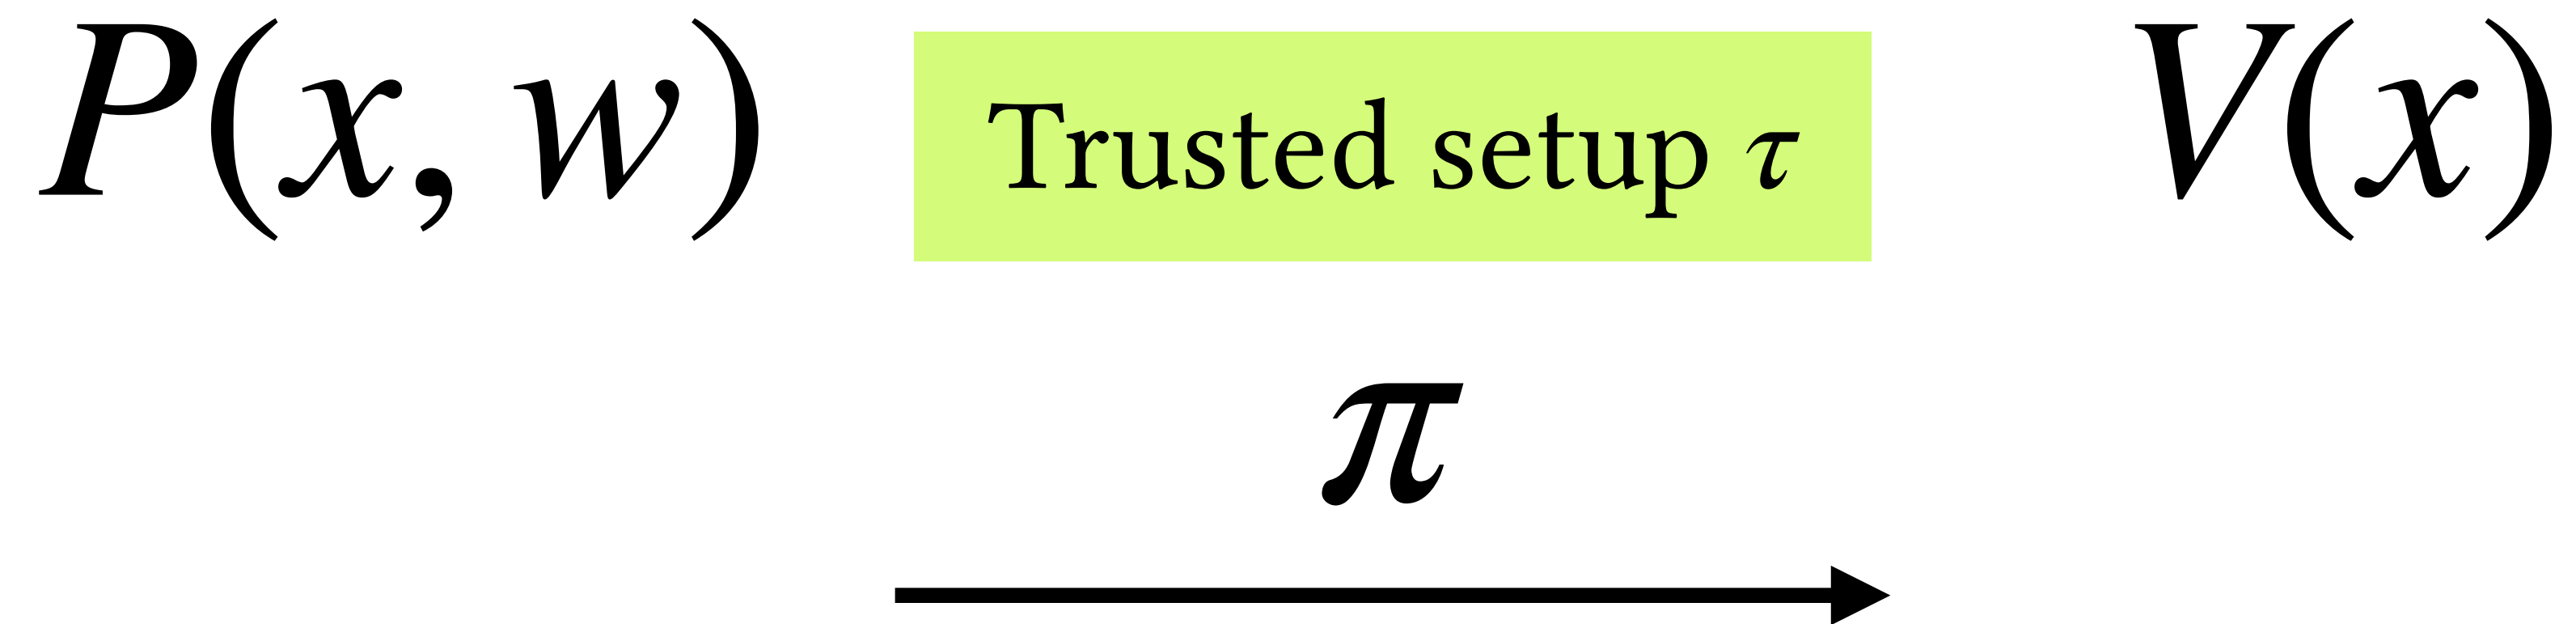 P(x, w) Trusted setup τ V(x)
π